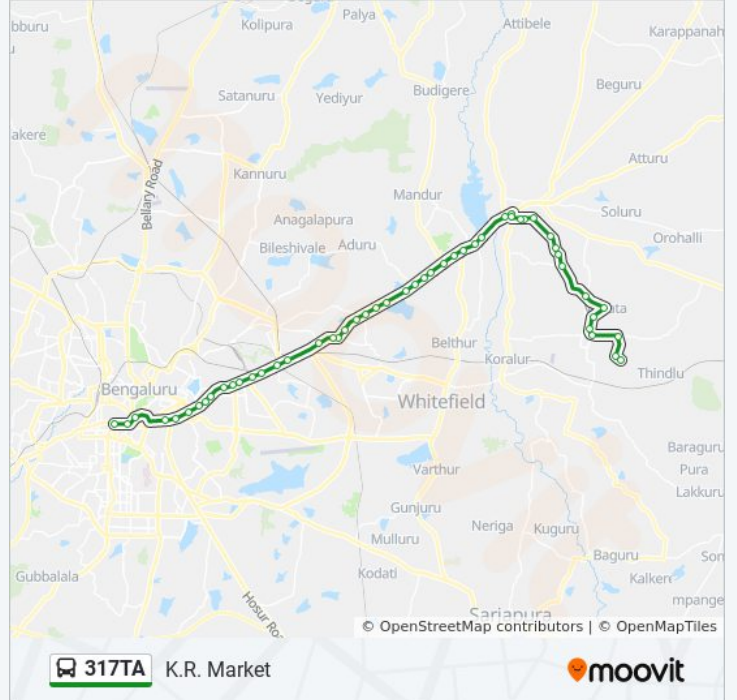 bburu
Kolipura
Palya
Attibele
Karappanah
Satanuru
Yediyur
Budigere
Beguru
akere
Bellary Road
Kannuru
Atturu
Mandur
Anagalapura
Soluru
Bileshivale
Aduru
Orohalli
ata
Belthur
Koralur
Thindlu
Bengaluru
Whitefield
Baraguru
Varthur
Pura
Lakkuru
Gunjuru
Neriga
Kuguru
Mulluru
Baguru
Son
Kodati
Kalkere
Gubbalala
mpange
Hosur Roa
Sarjapura
© OpenStreetMap contributors | © OpenMapTiles
317TA K.R. Market
moovit